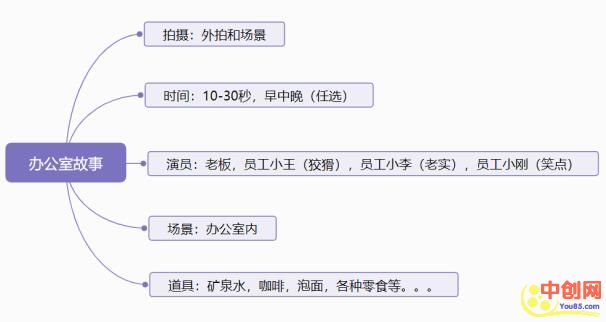 拍摄：外拍和场景
时间：10-30秒，早中晚（任选）
办公室故事
演员：老板，员工小王（狡猾），员工小李（老实），员工小刚（笑点）
场景：办公室内
道具：矿泉水，咖啡，泡面，各种零食等。。。
中创网
You85.com